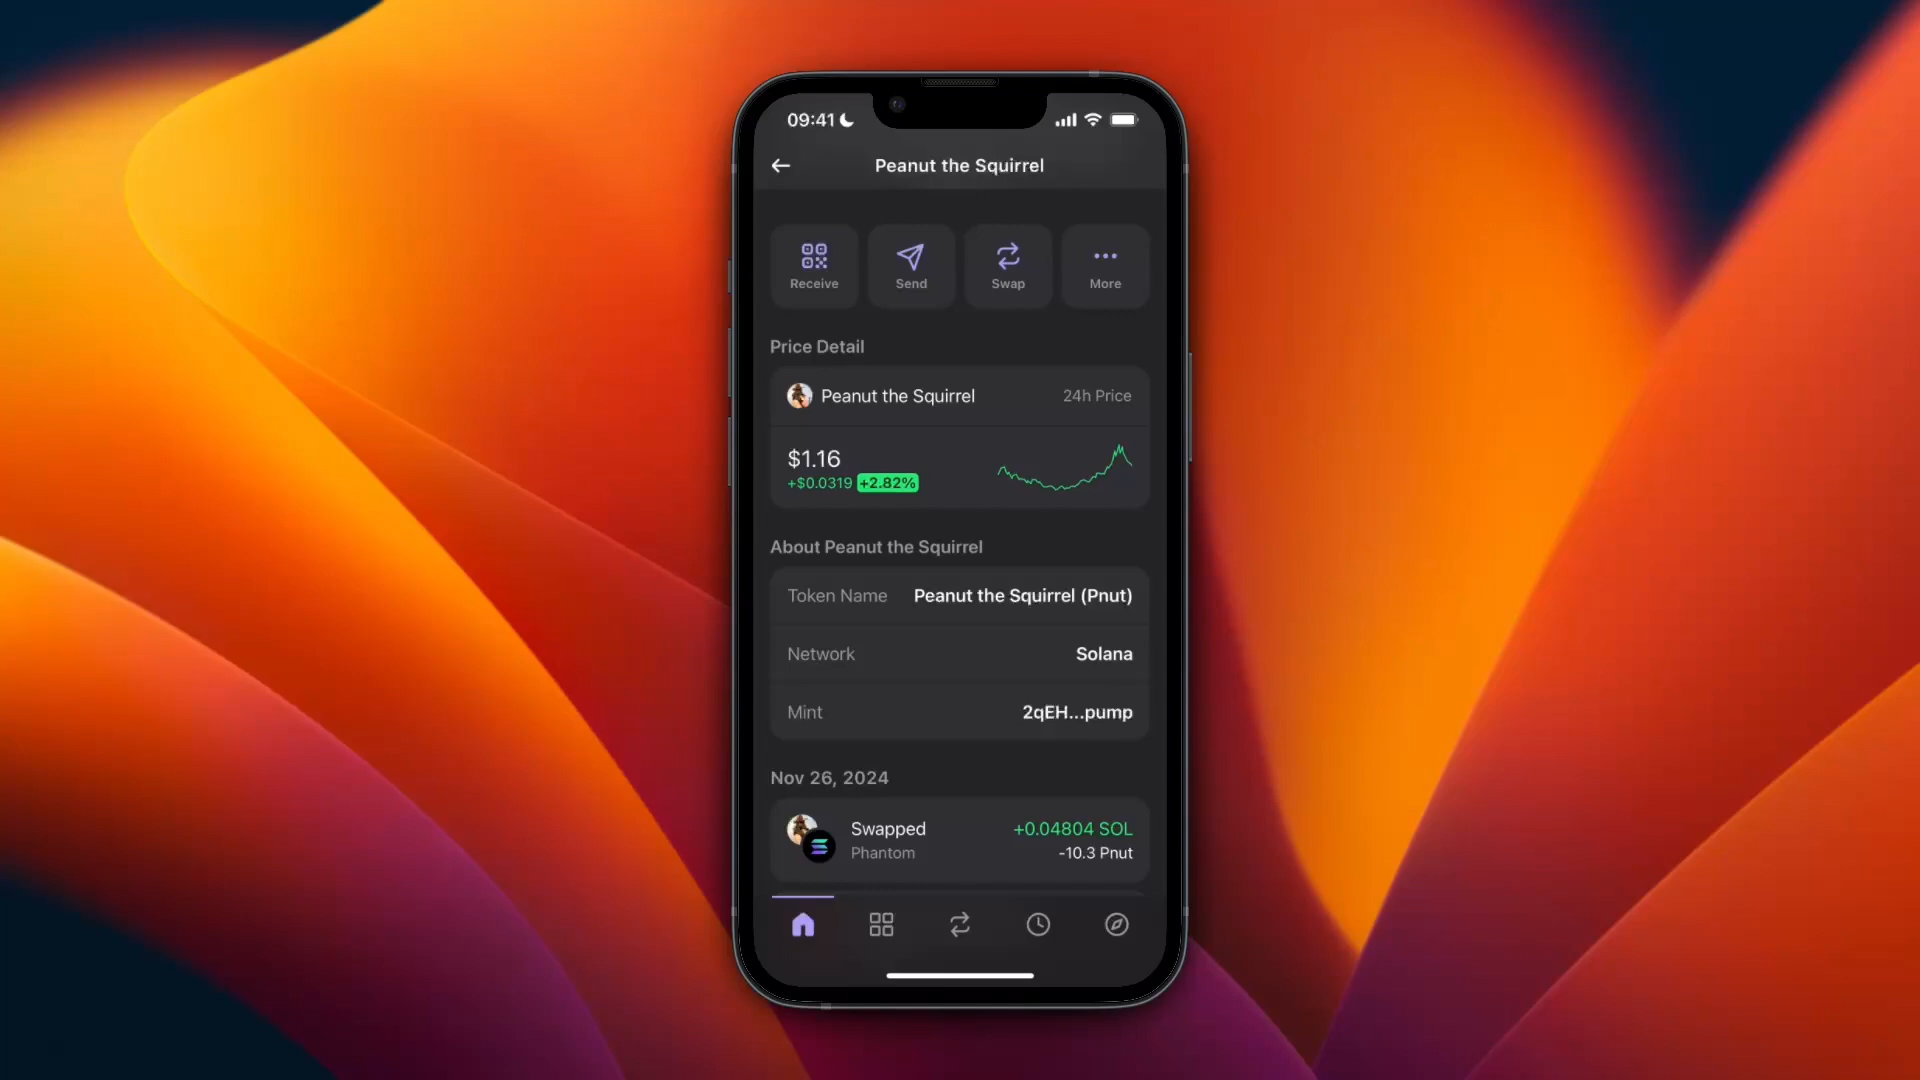 09:41
Peanut the Squirrel
Receive Send Swap More
Price Detail
Peanut the Squirrel 24h Price
$1.16
+$0.0319 +2.82%
About Peanut the Squirrel
Token Name Peanut the Squirrel (Pnut)
Network Solana
Mint 2qEH...pump
Nov 26, 2024
Swapped +0.04804 SOL
Phantom -10.3 Pnut